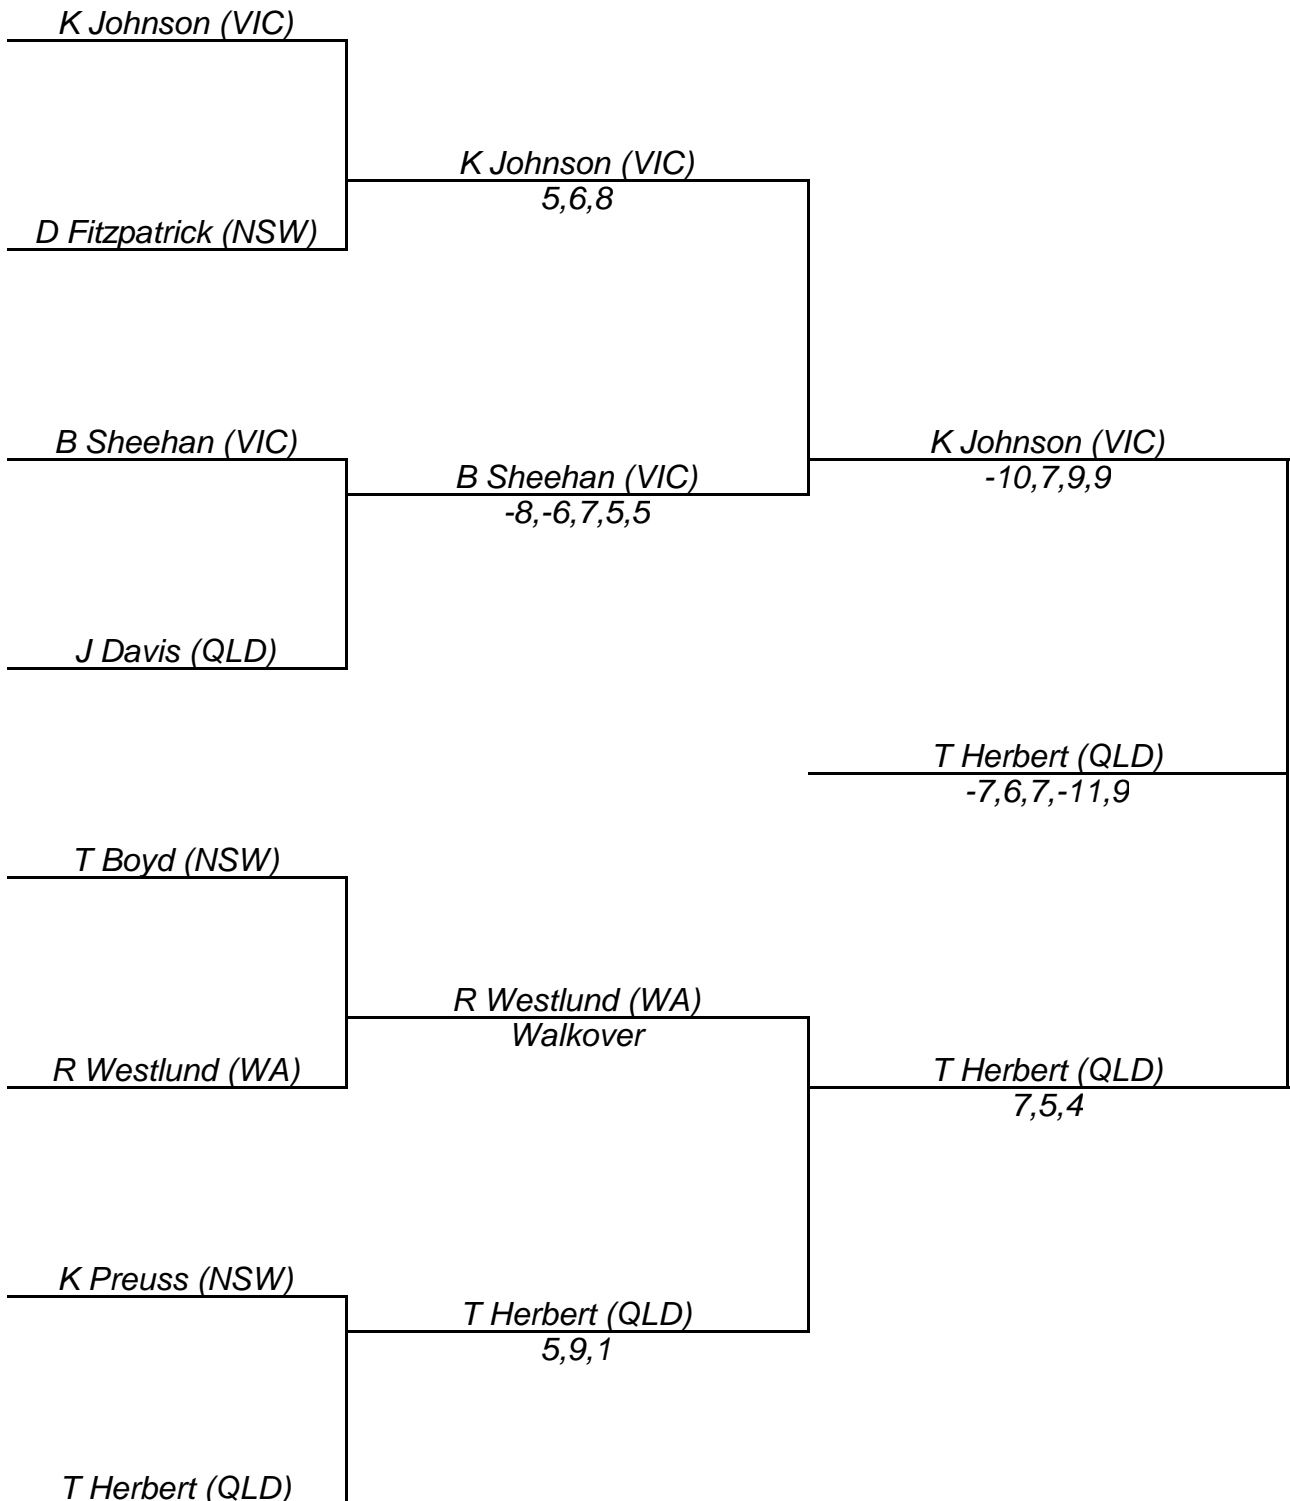 K Johnson (VIC)
K Johnson (VIC)
5,6,8
D Fitzpatrick (NSW)
B Sheehan (VIC)
K Johnson (VIC)
B Sheehan (VIC)
-10,7,9,9
-8,-6,7,5,5
J Davis (QLD)
T Herbert (QLD)
-7,6,7,-11,9
T Boyd (NSW)
R Westlund (WA)
Walkover
R Westlund (WA)
T Herbert (QLD)
7,5,4
K Preuss (NSW)
T Herbert (QLD)
5,9,1
T Herbert (QLD)